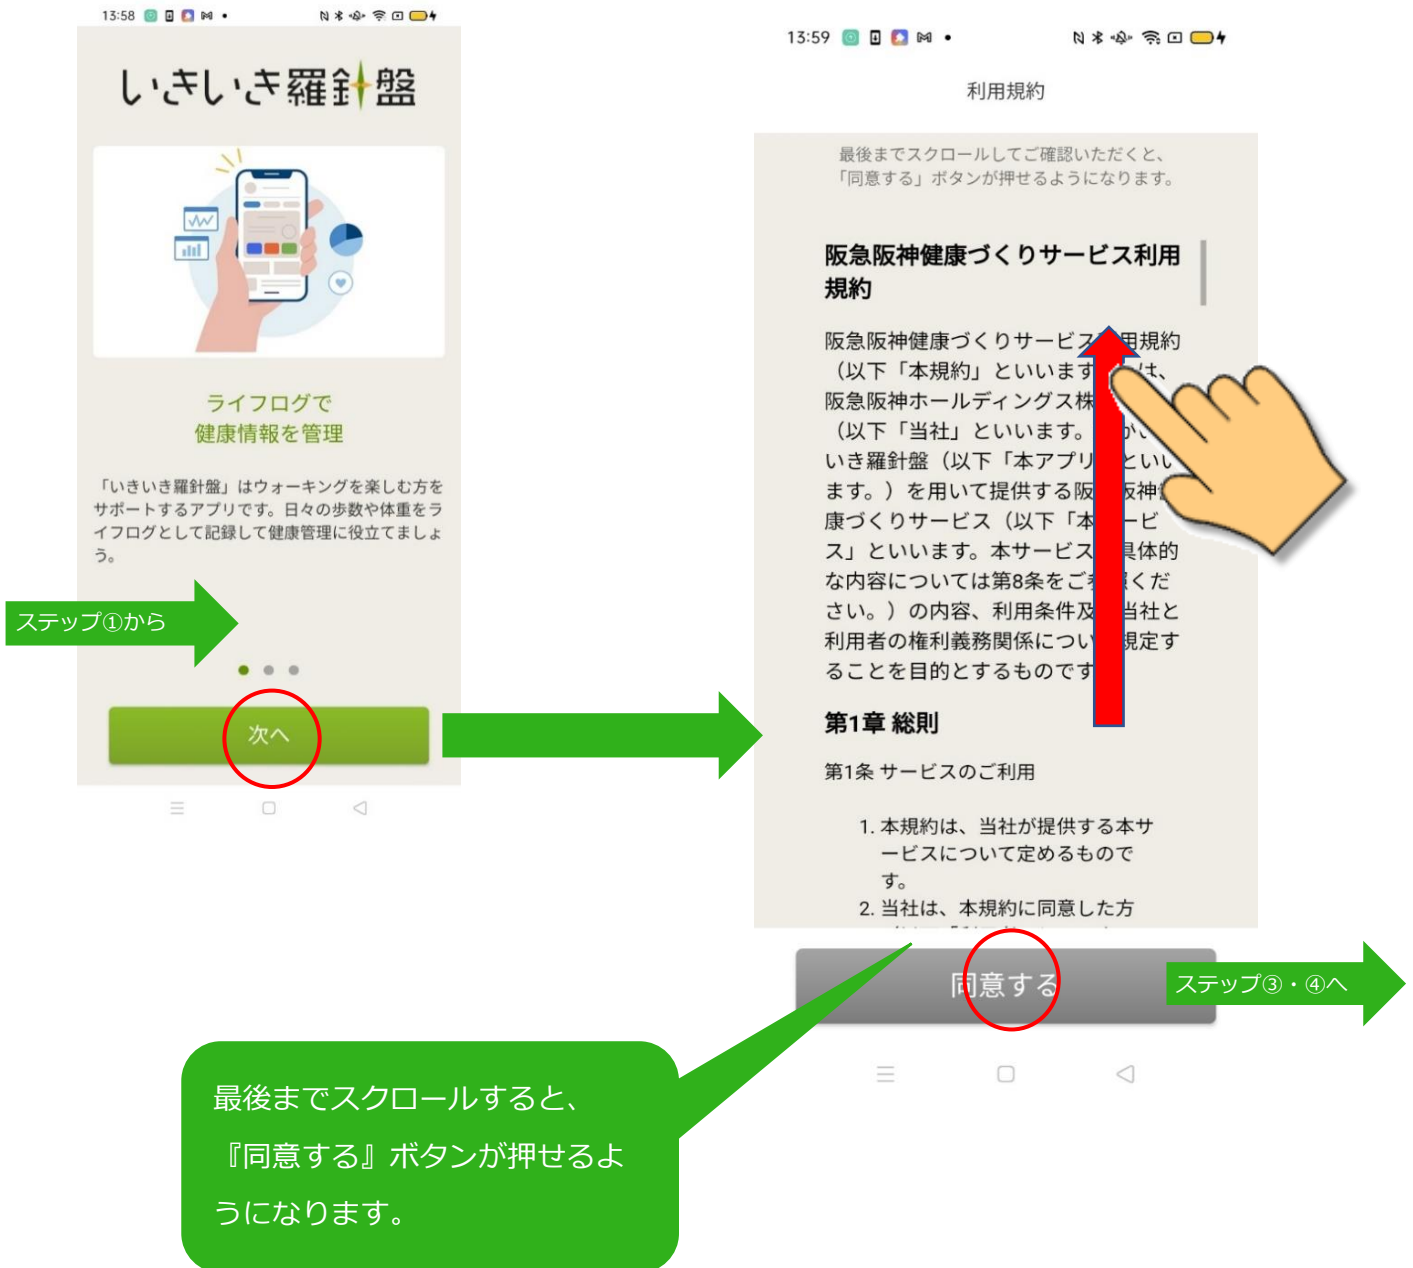 13:58
いきいき羅針盤
ライフログで
健康情報を管理
「いきいき羅針盤」はウォーキングを楽しむ方を
サポートするアプリです。日々の歩数や体重をラ
イフログとして記録して健康管理に役立てましょ
う。
ステップ①から
次へ
13:59
利用規約
最後までスクロールしてご確認いただくと、
「同意する」ボタンが押せるようになります。
阪急阪神健康づくりサービス利用
規約
阪急阪神健康づくりサービス用規約
（以下「本規約」といいますは、
阪急阪神ホールディングス株
（以下「当社」といいます。が
いき羅針盤（以下「本アプリといい
ます。）を用いて提供する阪阪神
康づくりサービス（以下「本ービ
ス」といいます。本サービス具体的
な内容については第8条をごくだ
さい。）の内容、利用条件及当社と
利用者の権利義務関係につい規定す
ることを目的とするものです
第1章 総則
第1条 サービスのご利用
1. 本規約は、当社が提供する本サ
ービスについて定めるもので
す。
2. 当社は、本規約に同意した方
同意する
ステップ③・④へ
最後までスクロールすると、
『同意する』ボタンが押せるよ
うになります。